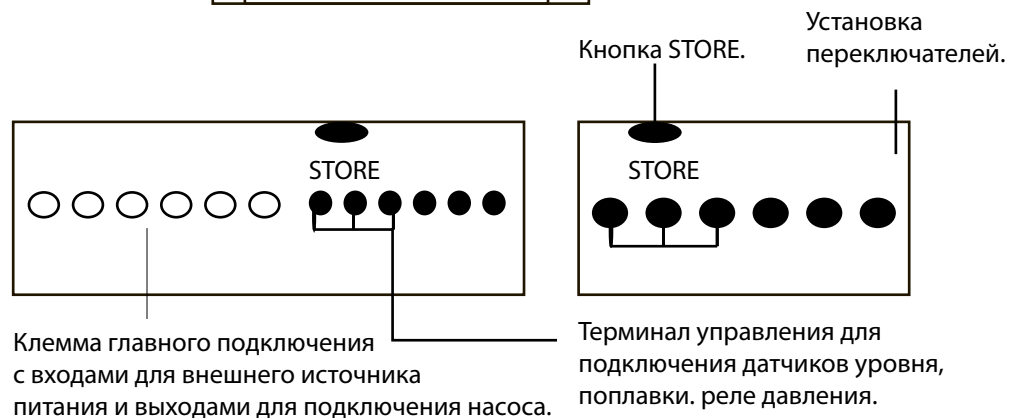 Установка
переключателей.
Кнопка STORE.
STORE
STORE
Клемма главного подключения
с входами для внешнего источника
питания и выходами для подключения насоса.
Терминал управления для
подключения датчиков уровня,
поплавки. реле давления.